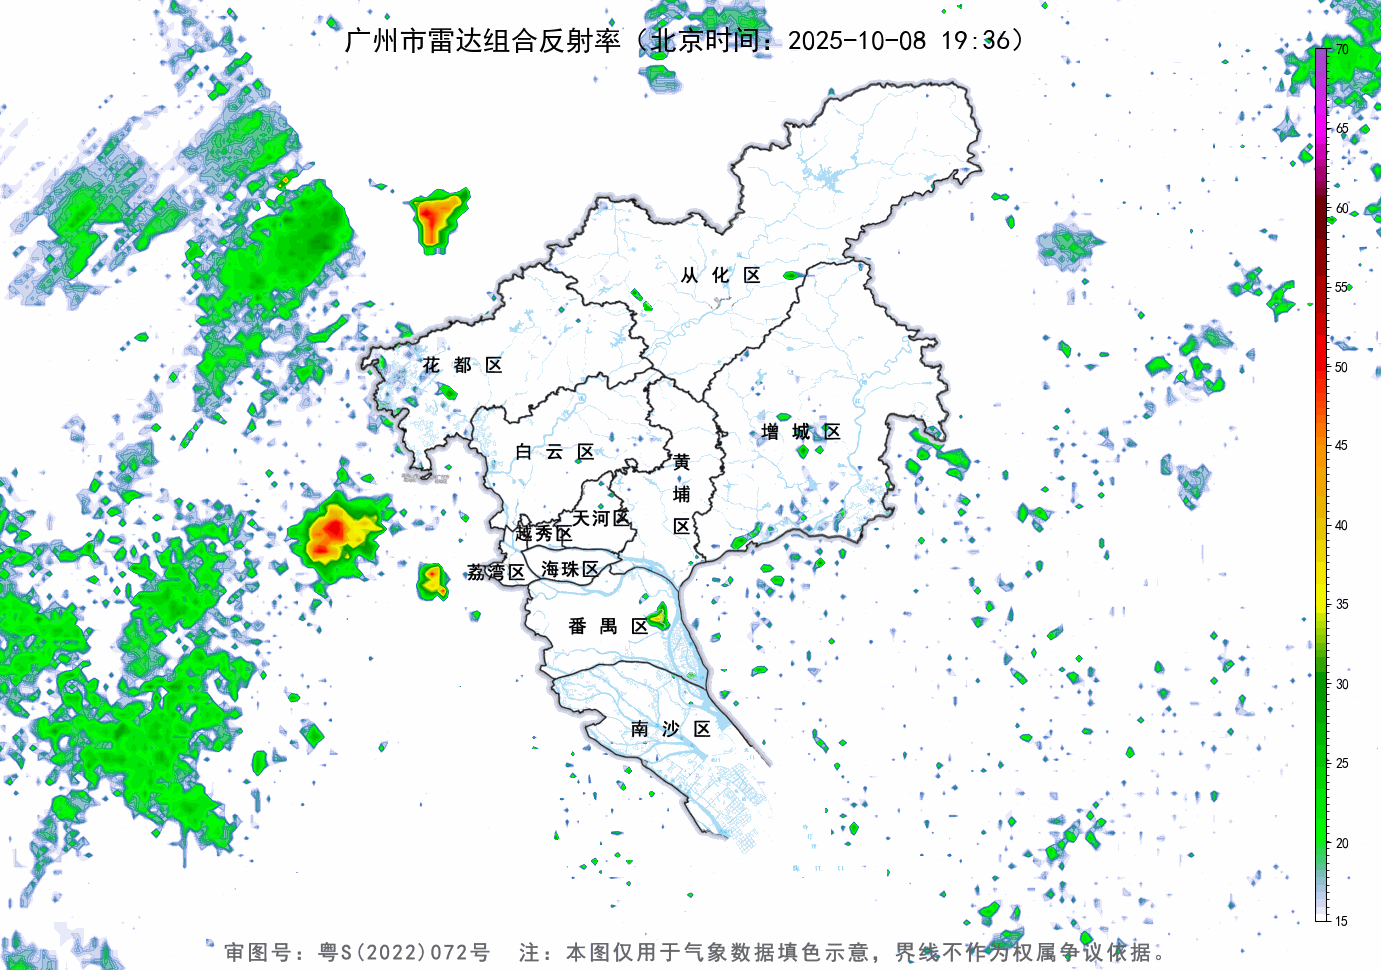 广州市雷达组合反射率（北京时间：2025-10-08 19:36）
70
65
60
55
50
45
40
35
30
25
20
15
从化区
花都区
增城区
白云区
黄埔区
天河区
越秀区
荔湾区
海珠区
番禺区
南沙区
审图号：粤S(2022)072号 注：本图仅用于气象数据填色示意，界线不作为权属争议依据。